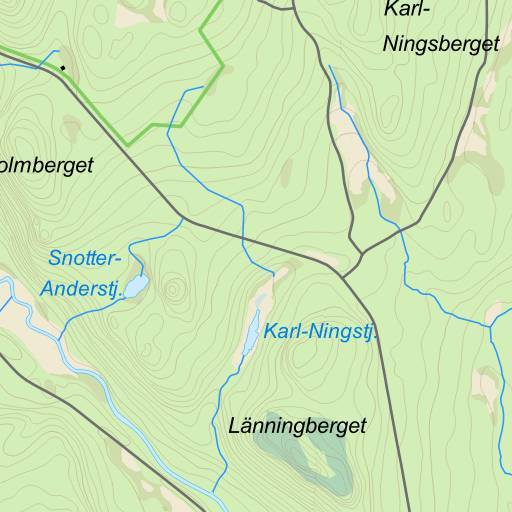 Karl-
Ningsberget
olmberget
Snotter-
Anderstj.
Karl-Ningstj.
Länningberget